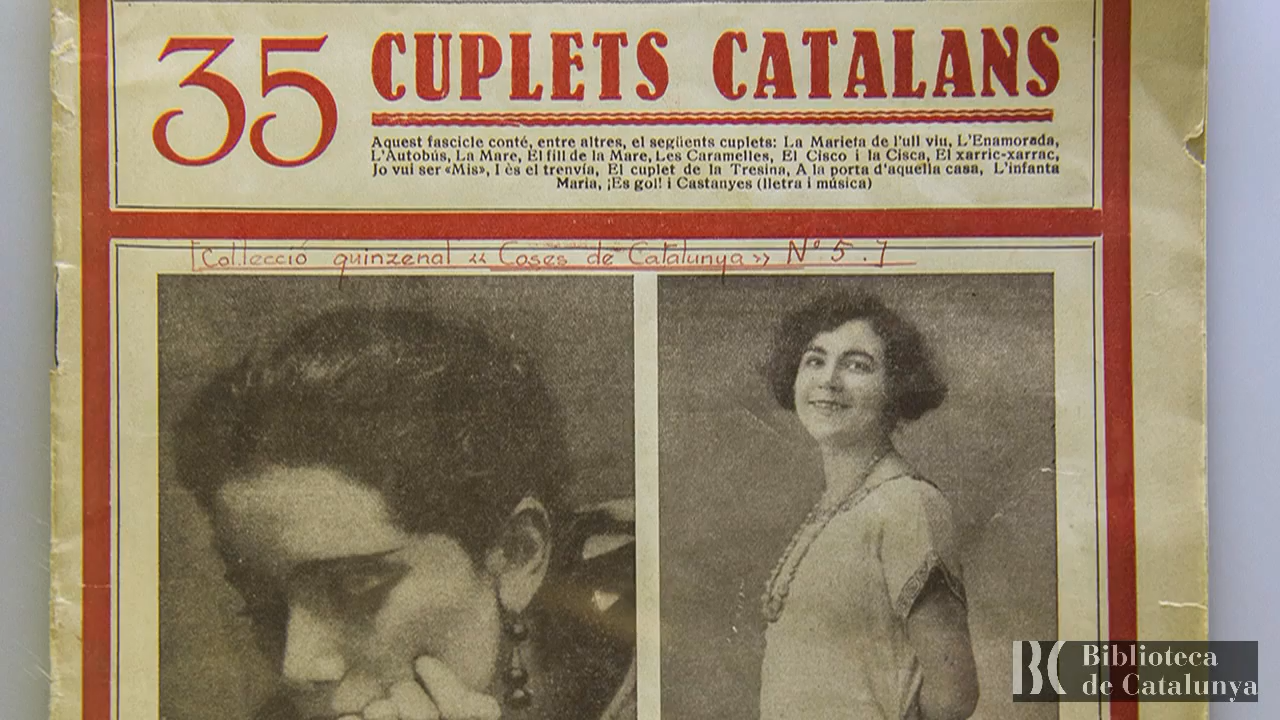 35 CUPLETS CATALANS
Aquest fascicle conté, entre altres, el següents cuplets: La Marieta de l'ull viu, L'Enamorada,
L'Autobús, La Mare, El fill de la Mare, Les Caramelles, El Cisco i la Cisca, El xarric-xarrac,
Jo vui ser «Mis», I és el trenvía, El cuplet de la Tresina, A la porta d'aquella casa, L'infanta
Maria, ¡Es gol! i Castanyes (lletra i música)
[Col·lecció quinzenal «Coses de Catalunya» Nº 5.]
BC Biblioteca
de Catalunya